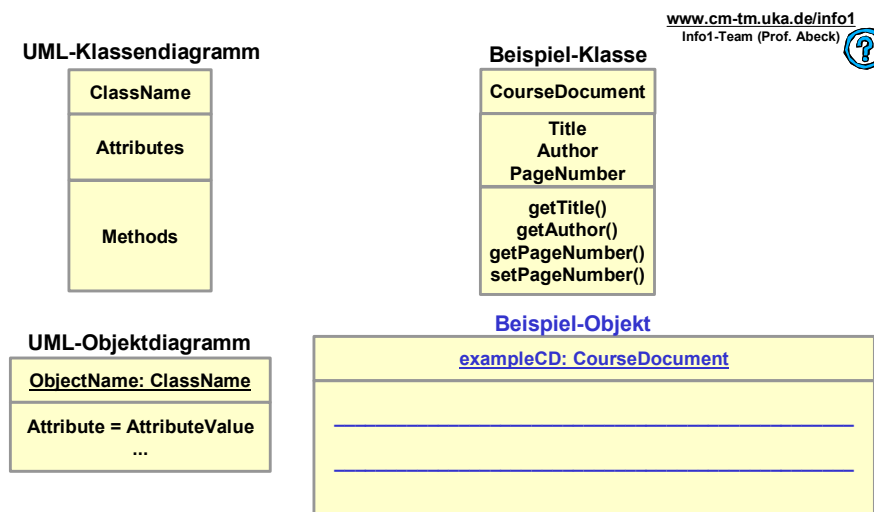 www.cm-tm.uka.de/info1
Info1-Team (Prof. Abeck)
?
UML-Klassendiagramm
ClassName
Attributes
Methods
Beispiel-Klasse
CourseDocument
Title
Author
PageNumber
getTitle()
getAuthor()
getPageNumber()
setPageNumber()
UML-Objektdiagramm
ObjectName: ClassName
Attribute = AttributeValue
...
Beispiel-Objekt
exampleCD: CourseDocument